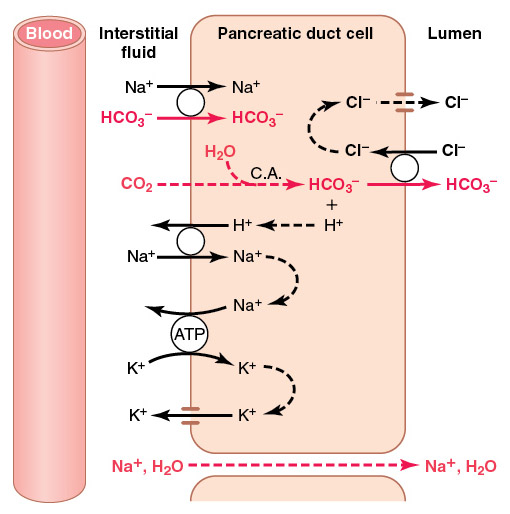 Blood
Interstitial
fluid
Pancreatic duct cell
Lumen
Na⁺ Na⁺
HCO₃⁻ HCO₃⁻
Cl⁻ Cl⁻
Cl⁻ Cl⁻
H₂O
C.A.
CO₂ HCO₃⁻ HCO₃⁻
+
H⁺ H⁺
Na⁺ Na⁺
Na⁺
ATP
K⁺ K⁺
K⁺ K⁺
Na⁺, H₂O Na⁺, H₂O